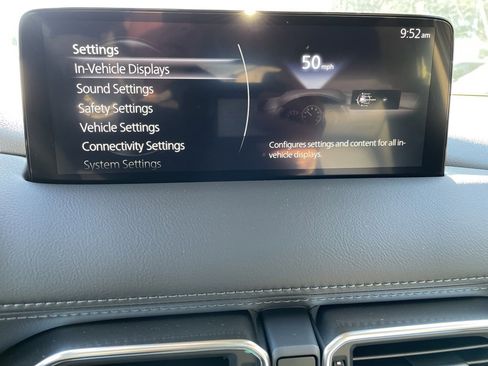 Settings
9:52 am
In-Vehicle Displays
50 mph
Sound Settings
Safety Settings
Vehicle Settings
Connectivity Settings
Configures settings and content for all in-
vehicle displays.
System Settings